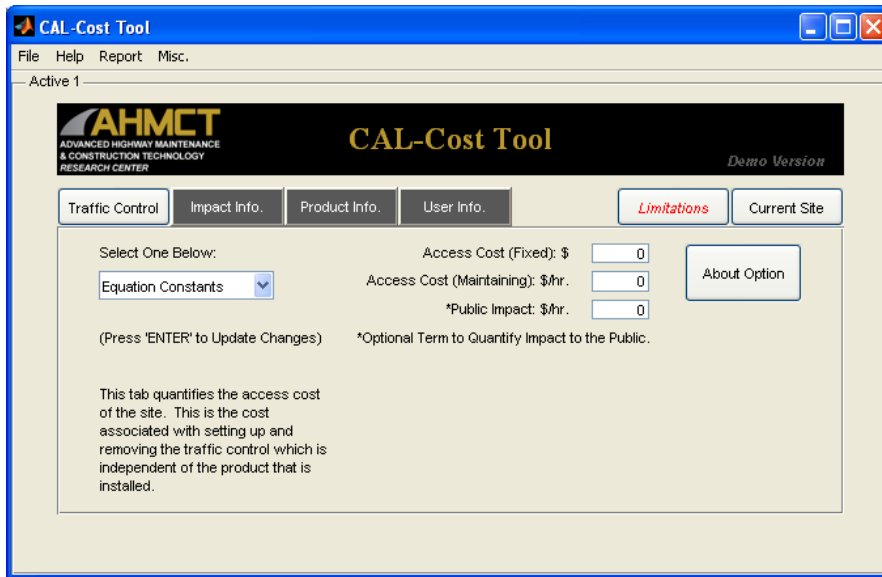 CAL-Cost Tool
File Help Report Misc.
Active 1
AHMCT
ADVANCED HIGHWAY MAINTENANCE
& CONSTRUCTION TECHNOLOGY
RESEARCH CENTER
CAL-Cost Tool
Demo Version
Traffic Control Impact Info. Product Info. User Info. Limitations Current Site
Select One Below:
Equation Constants
(Press 'ENTER' to Update Changes)
Access Cost (Fixed): $ 0
Access Cost (Maintaining): $/hr. 0
*Public Impact: $/hr. 0
*Optional Term to Quantify Impact to the Public.
About Option
This tab quantifies the access cost
of the site. This is the cost
associated with setting up and
removing the traffic control which is
independent of the product that is
installed.